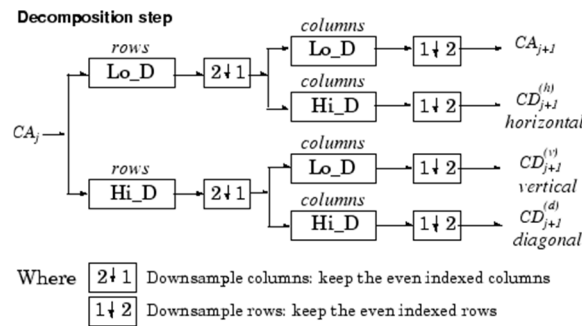 Decomposition step
columns
rows
Lo_D
1↓2
CA_{j+1}
Lo_D
2↓1
columns
Hi_D
1↓2
CD_{j+1}^{(h)}
horizontal
CA_j
columns
rows
Lo_D
1↓2
CD_{j+1}^{(v)}
vertical
Hi_D
2↓1
columns
Hi_D
1↓2
CD_{j+1}^{(d)}
diagonal
Where 2↓1 Downsample columns: keep the even indexed columns
1↓2 Downsample rows: keep the even indexed rows